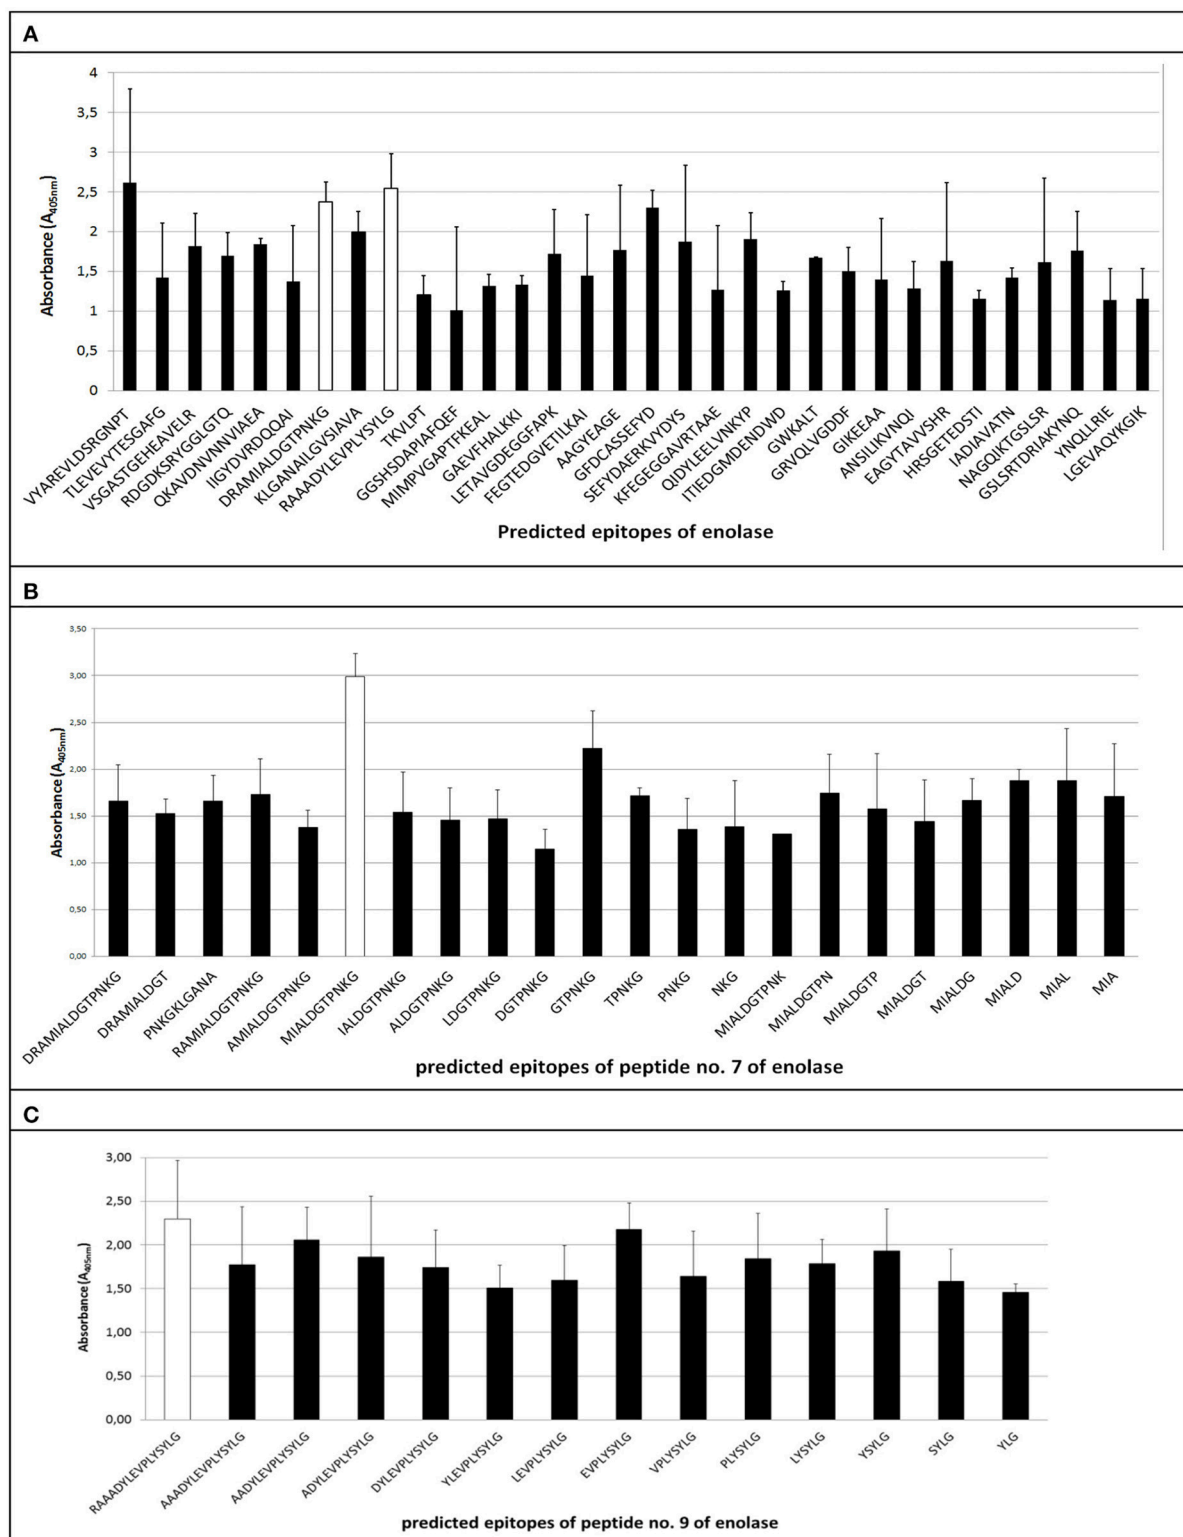 A
4
3,5
3
2,5
2
1,5
1
0,5
0
Absorbance (A405nm)
VYAREVLDSRGNPT
TLEVEVYTESGAFG
VSGASTGEHEAVELR
RDGDKSRYGGLGTQ
QKAVDNVNNVIAEA
IIGYDVRDQQAI
DRAMIALDGTPNKG
KLGANAILGVSIAVA
RAAADYLEVPLYSYLG
TKVLPT
GGSHSDAPIAFQEF
MIMPVGAPTFKEAL
GAEVFHALKKI
LETAVGDEGGFAPK
FEGTEDGVETILKAI
AAGYEAGE
GFDCASSEFYD
SEFYDAERKVYDYS
KFEGEGGAVRTAAE
QIDYLEELVNKYP
ITIEDGMDENDWD
GWKALT
GRVQLVGDDF
GIKEEAA
ANSILIKVNQI
EAGYTAVVSHR
HRSGETEDSTI
IADIAVATN
NAGQIKTGSLSR
GSLSRTDRIAKYNQ
YNQLLRIE
LGEVAQYKGIK
Predicted epitopes of enolase
B
3,50
3,00
2,50
2,00
1,50
1,00
0,50
0,00
Absorbance (A405nm)
DRAMIALDGTPNKG
DRAMIALDGT
PNKGKLGANA
RAMIALDGTPNKG
AMIALDGTPNKG
MIALDGTPNKG
IALDGTPNKG
ALDGTPNKG
LDGTPNKG
DGTPNKG
GTPNKG
TPNKG
PNKG
NKG
MIALDGTPNK
MIALDGTPN
MIALDGTP
MIALDGT
MIALDG
MIALD
MIAL
MIA
predicted epitopes of peptide no. 7 of enolase
C
3,00
2,50
2,00
1,50
1,00
0,50
0,00
Absorbance (A405nm)
RAAADYLEVPLYSYLG
AAADYLEVPLYSYLG
AADYLEVPLYSYLG
ADYLEVPLYSYLG
DYLEVPLYSYLG
YLEVPLYSYLG
LEVPLYSYLG
EVPLYSYLG
VPLYSYLG
PLYSYLG
LYSYLG
YSYLG
SYLG
YLG
predicted epitopes of peptide no. 9 of enolase